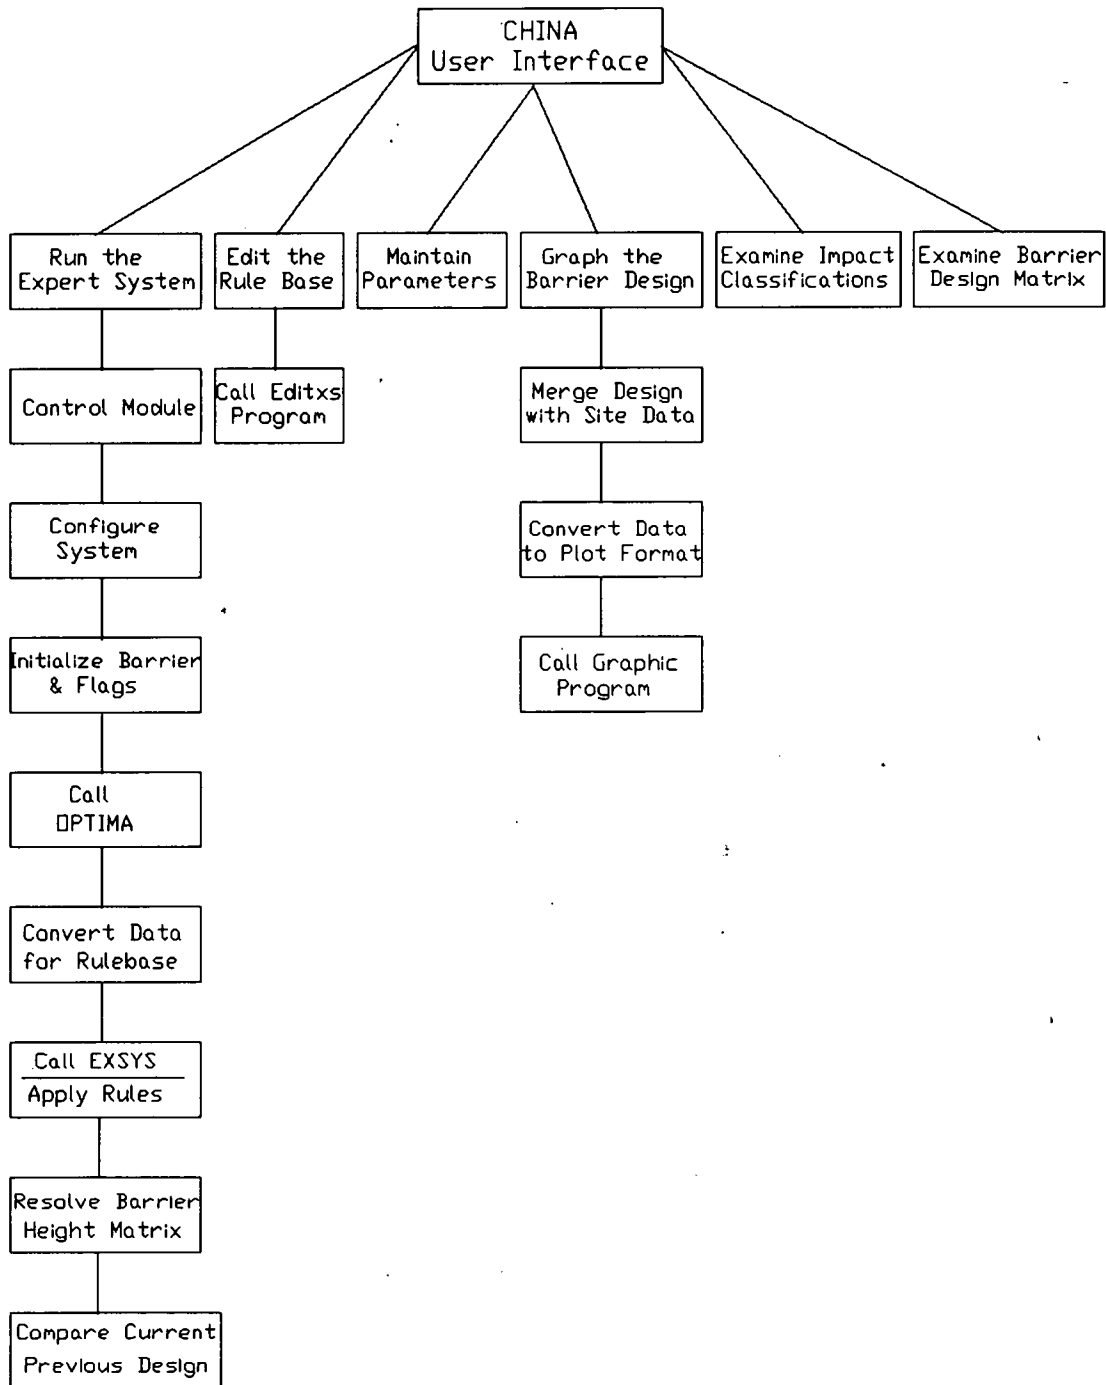 CHINA
User Interface
Run the
Expert System
Edit the
Rule Base
Maintain
Parameters
Graph the
Barrier Design
Examine Impact
Classifications
Examine Barrier
Design Matrix
Control Module
Call Editxs
Program
Merge Design
with Site Data
Configure
System
Convert Data
to Plot Format
Initialize Barrier
& Flags
Call Graphic
Program
Call
OPTIMA
Convert Data
for Rulebase
Call EXSYS
Apply Rules
Resolve Barrier
Height Matrix
Compare Current
Previous Design